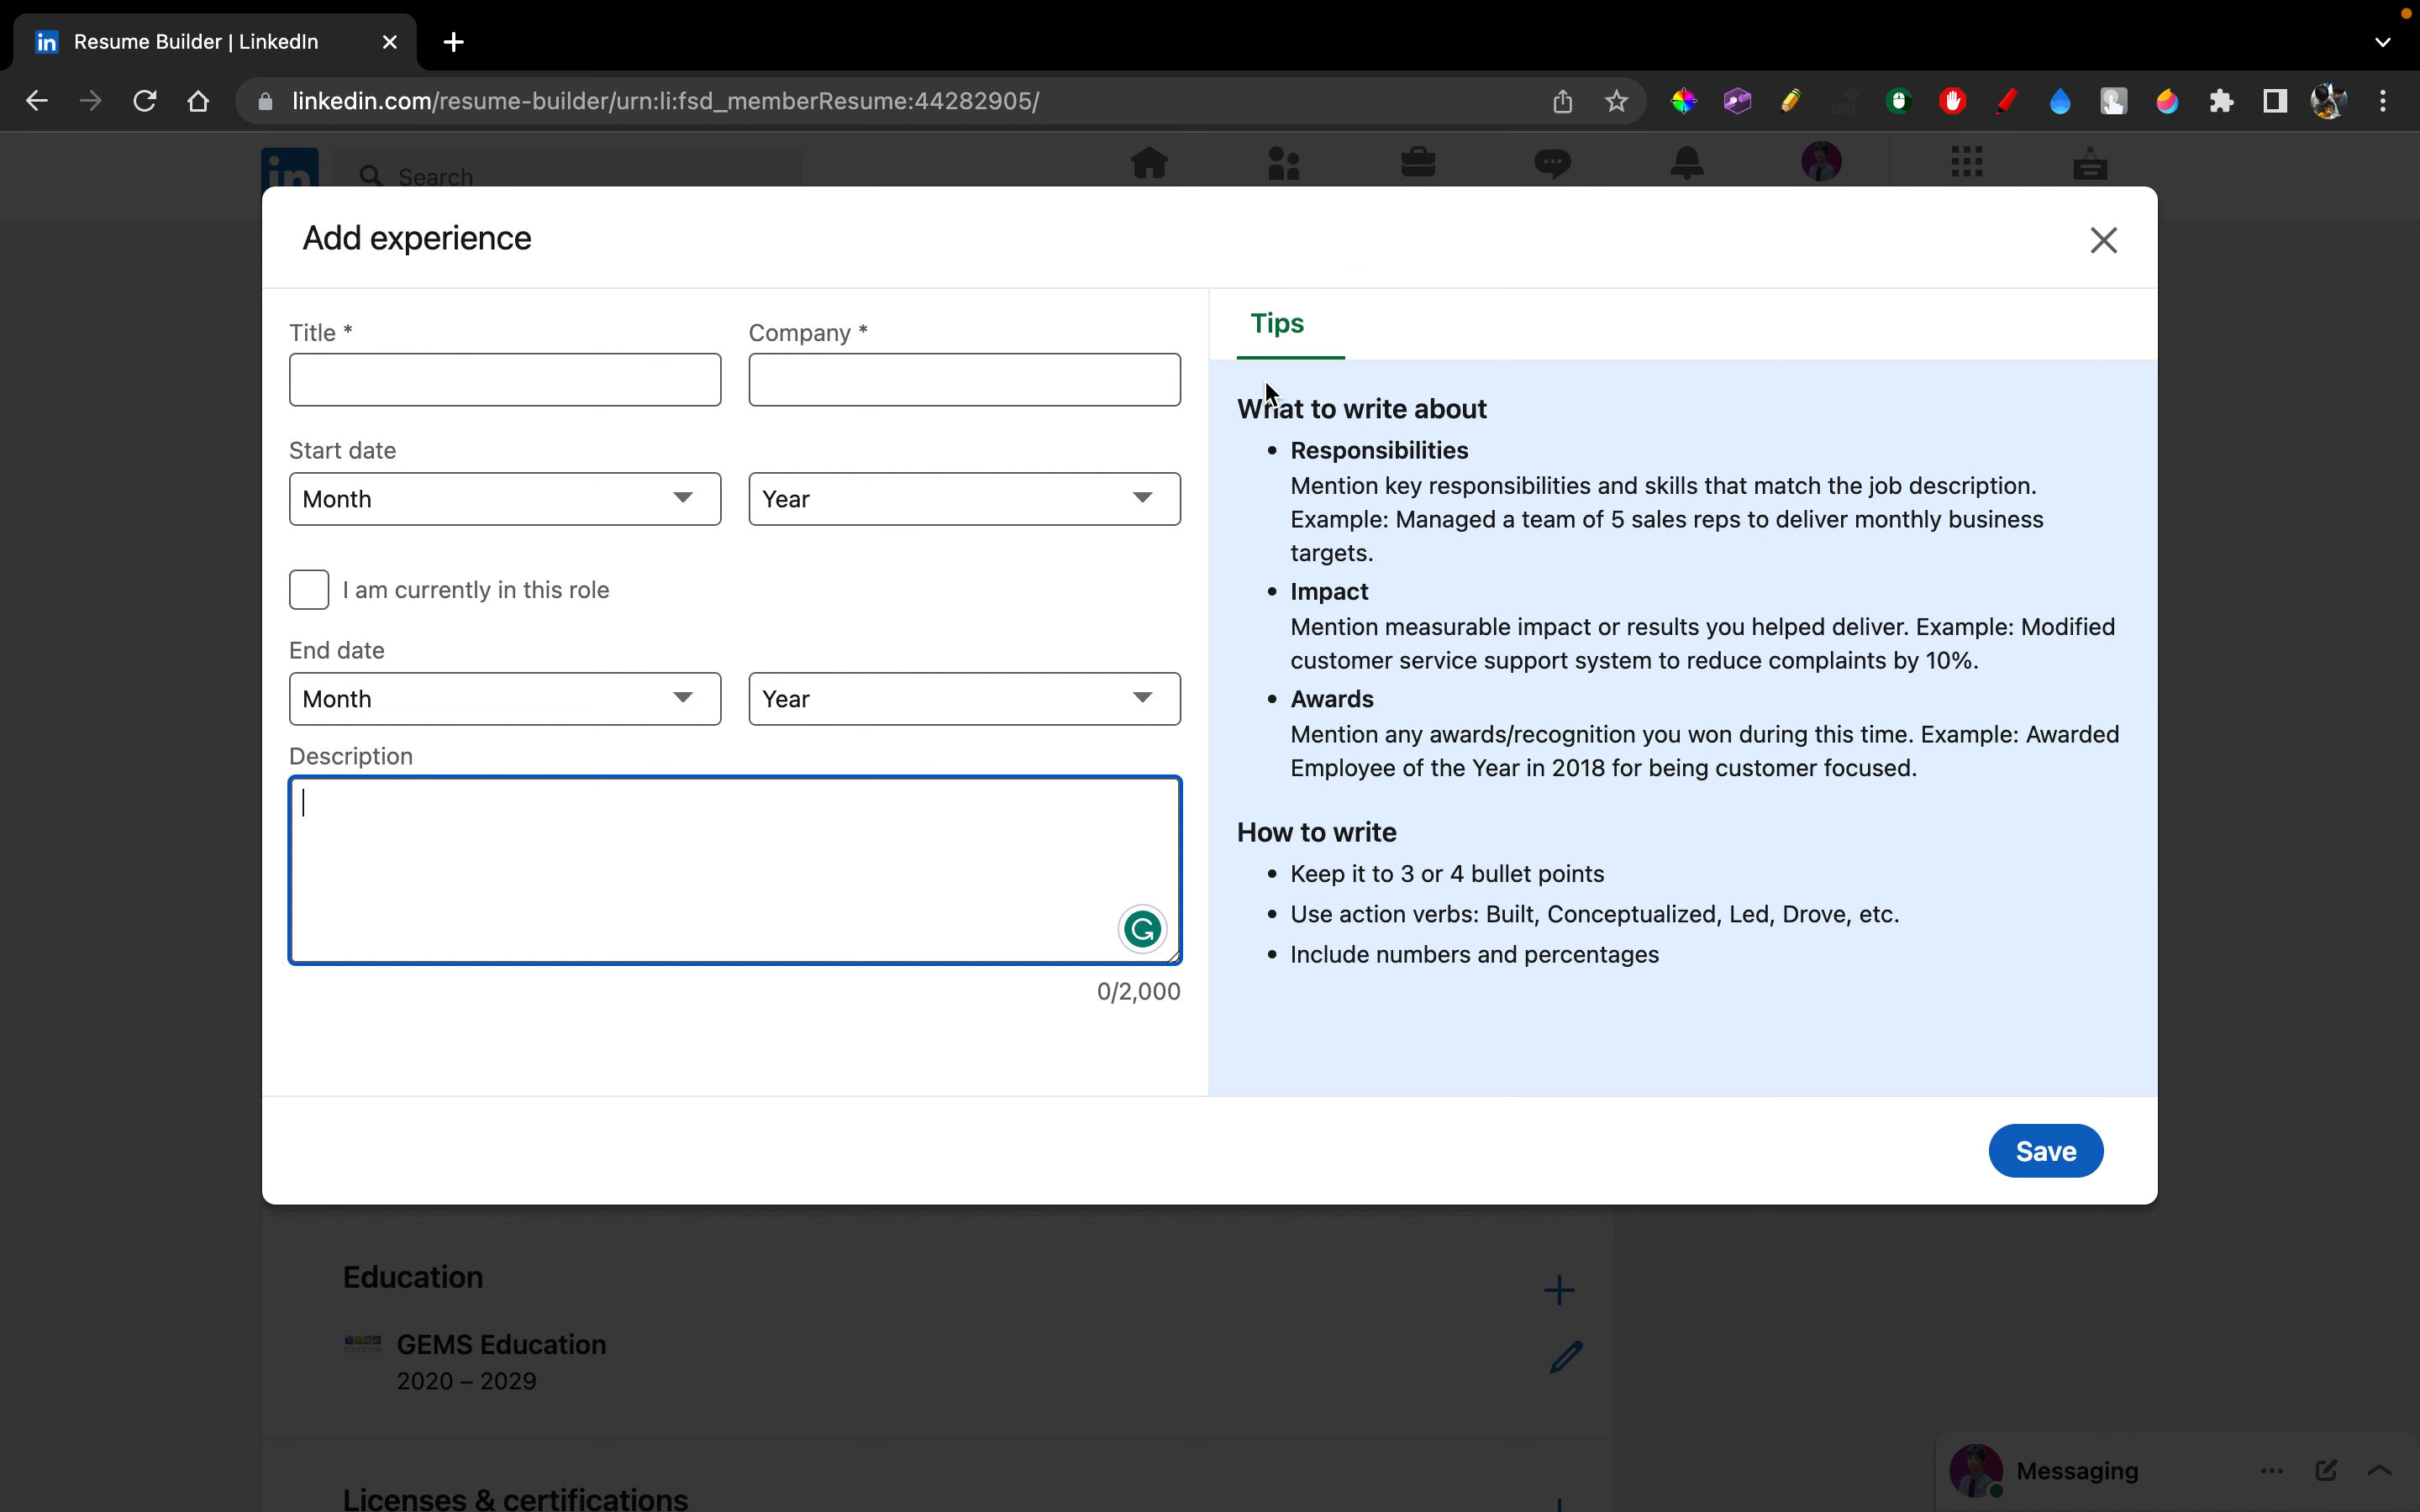 Resume Builder | LinkedIn
linkedin.com/resume-builder/urn:li:fsd_memberResume:44282905/
in Search
Add experience
Title *
Company *
Start date
Month
Year
I am currently in this role
End date
Month
Year
Description
0/2,000
Tips
What to write about
• Responsibilities
Mention key responsibilities and skills that match the job description.
Example: Managed a team of 5 sales reps to deliver monthly business
targets.
• Impact
Mention measurable impact or results you helped deliver. Example: Modified
customer service support system to reduce complaints by 10%.
• Awards
Mention any awards/recognition you won during this time. Example: Awarded
Employee of the Year in 2018 for being customer focused.
How to write
• Keep it to 3 or 4 bullet points
• Use action verbs: Built, Conceptualized, Led, Drove, etc.
• Include numbers and percentages
Save
Education
GEMS Education
2020 – 2029
Licenses & certifications
Messaging